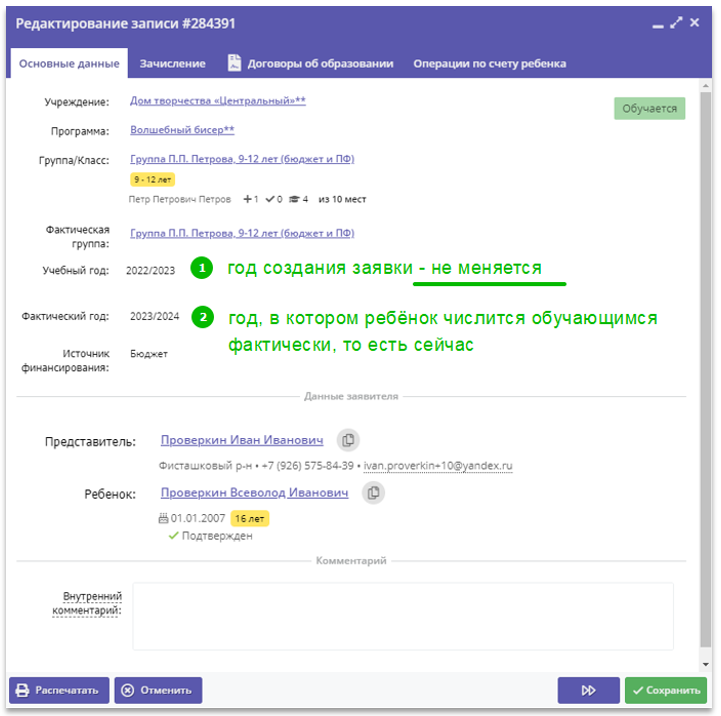 Редактирование записи #284391
Основные данные Зачисление Договоры об образовании Операции по счету ребенка
Учреждение: Дом творчества «Центральный»** Обучается
Программа: Волшебный бисер**
Группа/Класс: Группа П.П. Петрова, 9-12 лет (бюджет и ПФ)
9 - 12 лет
Петр Петрович Петров 1 0 4 из 10 мест
Фактическая группа: Группа П.П. Петрова, 9-12 лет (бюджет и ПФ)
Учебный год: 2022/2023 1 год создания заявки - не меняется
Фактический год: 2023/2024 2 год, в котором ребёнок числится обучающимся
фактически, то есть сейчас
Источник финансирования: Бюджет
Данные заявителя
Представитель: Проверкин Иван Иванович
Фисташковый р-н • +7 (926) 575-84-39 • ivan.proverkin+10@yandex.ru
Ребенок: Проверкин Всеволод Иванович
01.01.2007 16 лет
Подтвержден
Комментарий
Внутренний
комментарий:
Распечатать Отменить Сохранить